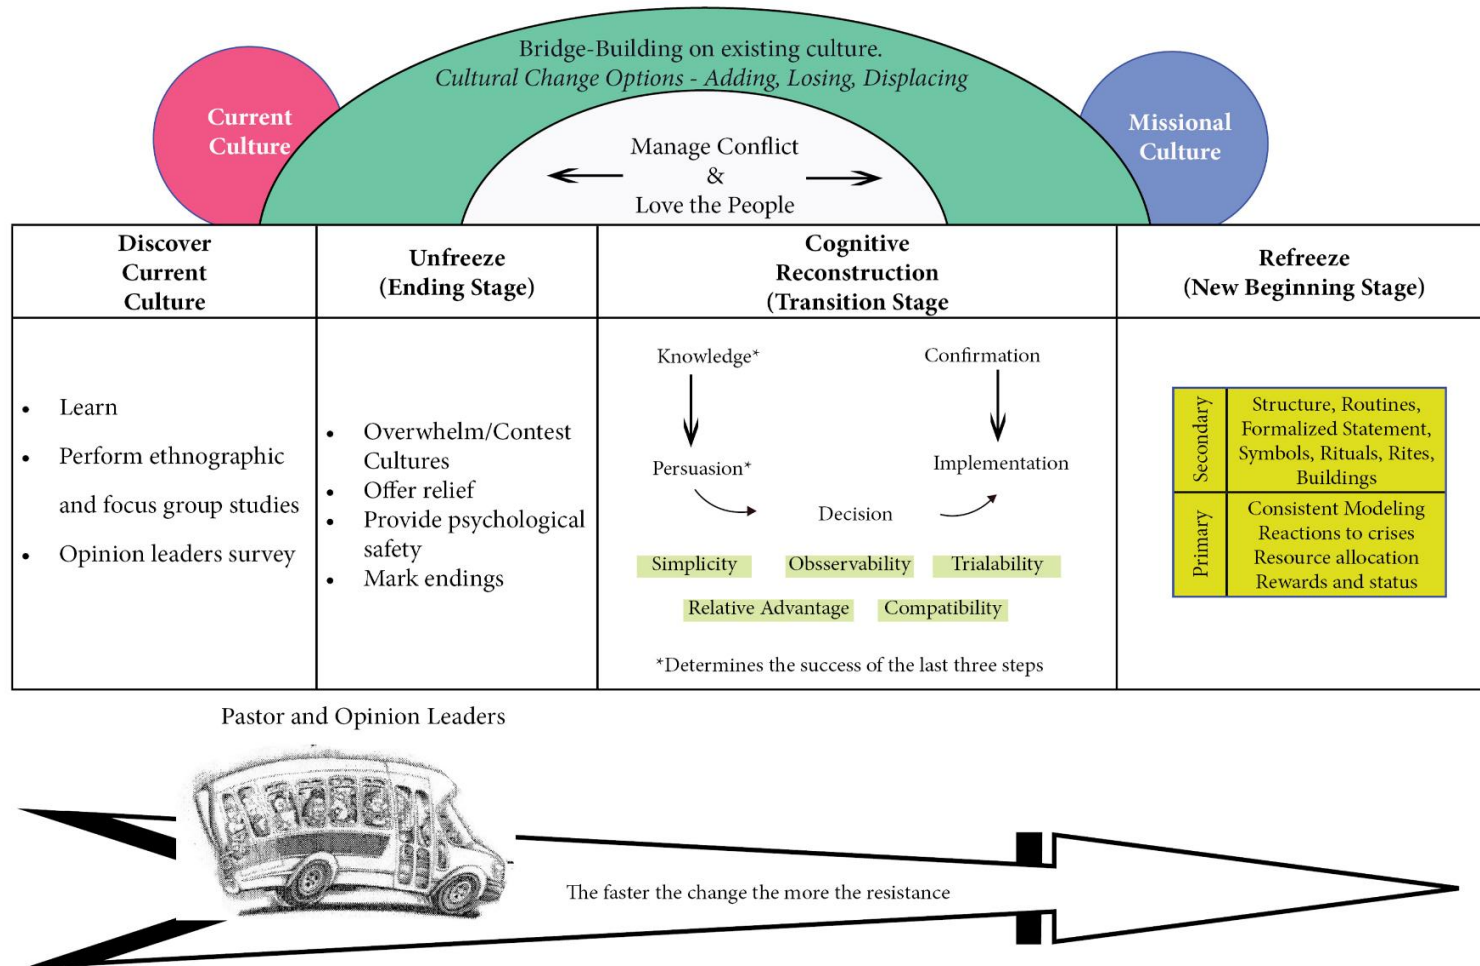 Bridge-Building on existing culture.
Cultural Change Options - Adding, Losing, Displacing
Current
Culture
Manage Conflict
&
Love the People
Missional
Culture
Discover
Current
Culture
Unfreeze
(Ending Stage)
Cognitive
Reconstruction
(Transition Stage
Refreeze
(New Beginning Stage)
• Learn
• Perform ethnographic
and focus group studies
• Opinion leaders survey
• Overwhelm/Contest
Cultures
• Offer relief
• Provide psychological
safety
• Mark endings
Knowledge*
Confirmation
Persuasion*
Implementation
Decision
Simplicity
Obsservability
Trialability
Relative Advantage
Compatibility
*Determines the success of the last three steps
Secondary
Structure, Routines,
Formalized Statement,
Symbols, Rituals, Rites,
Buildings
Primary
Consistent Modeling
Reactions to crises
Resource allocation
Rewards and status
Pastor and Opinion Leaders
The faster the change the more the resistance